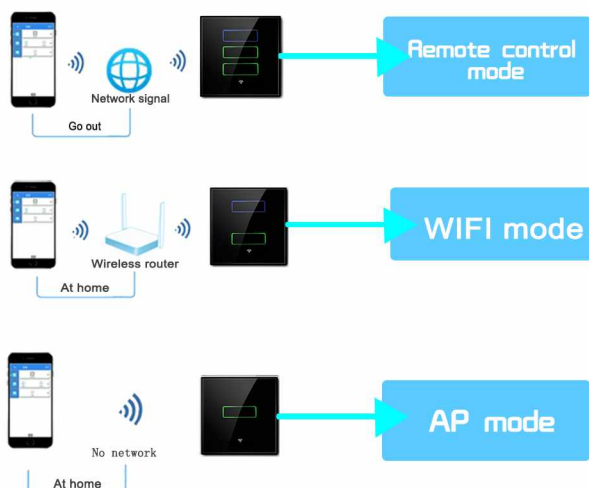 Remote control
mode
Network signal
Go out
WIFI mode
Wireless router
At home
AP mode
No network
At home